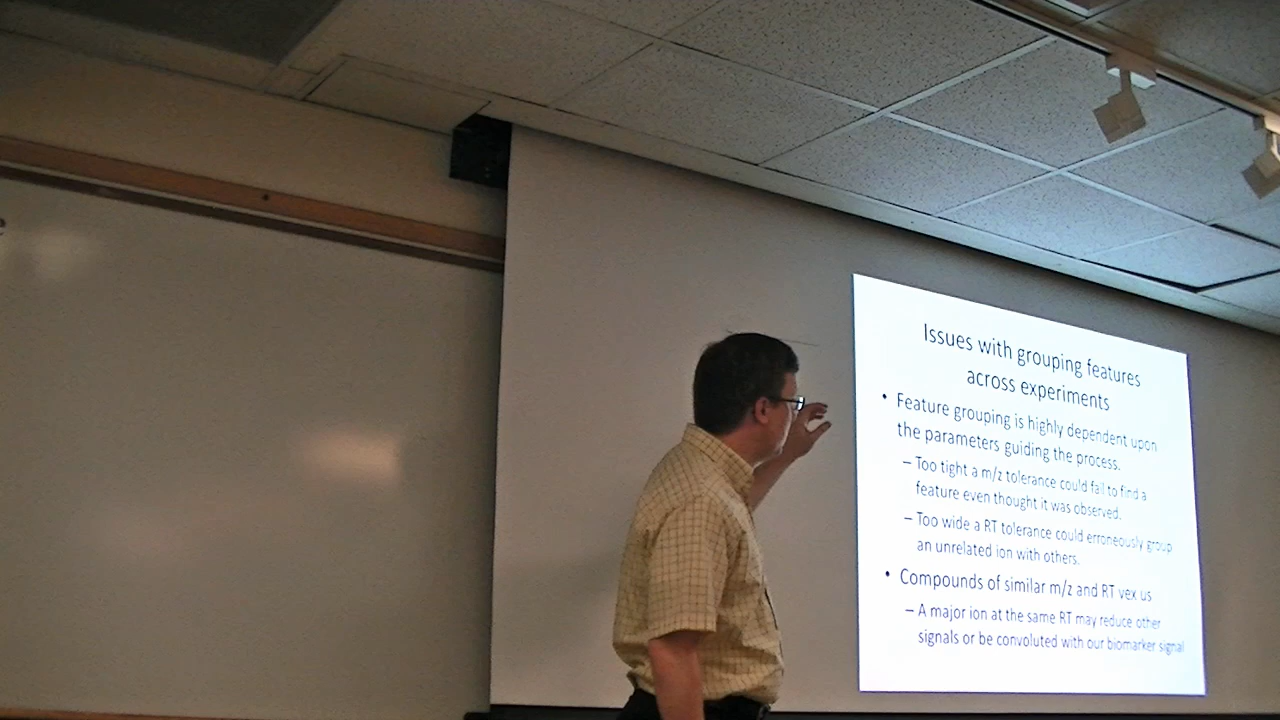 Issues with grouping features
across experiments
• Feature grouping is highly dependent upon
the parameters guiding the process.
– Too tight a m/z tolerance could fail to find a
feature even thought it was observed.
– Too wide a RT tolerance could erroneously group
an unrelated ion with others.
• Compounds of similar m/z and RT vex us
– A major ion at the same RT may reduce other
signals or be convoluted with our biomarker signal